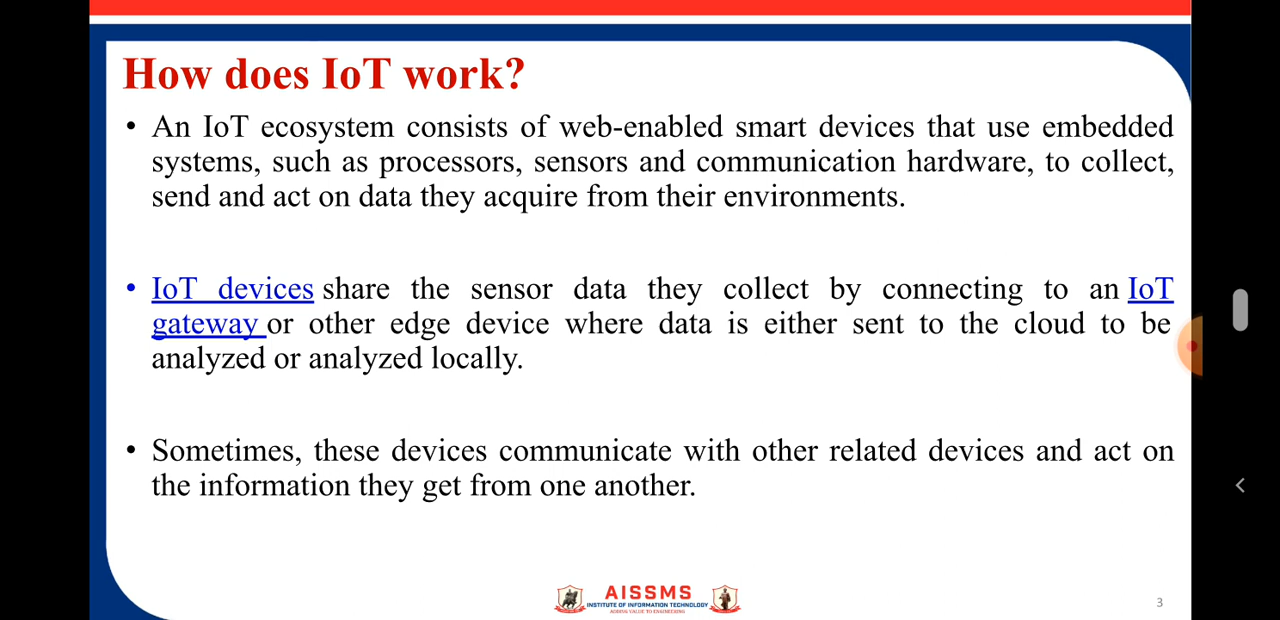 How does IoT work?
• An IoT ecosystem consists of web-enabled smart devices that use embedded
systems, such as processors, sensors and communication hardware, to collect,
send and act on data they acquire from their environments.
• IoT devices share the sensor data they collect by connecting to an IoT
gateway or other edge device where data is either sent to the cloud to be
analyzed or analyzed locally.
• Sometimes, these devices communicate with other related devices and act on
the information they get from one another.
AISSMS
INSTITUTE OF INFORMATION TECHNOLOGY
ADDING VALUE TO ENGINEERING
3